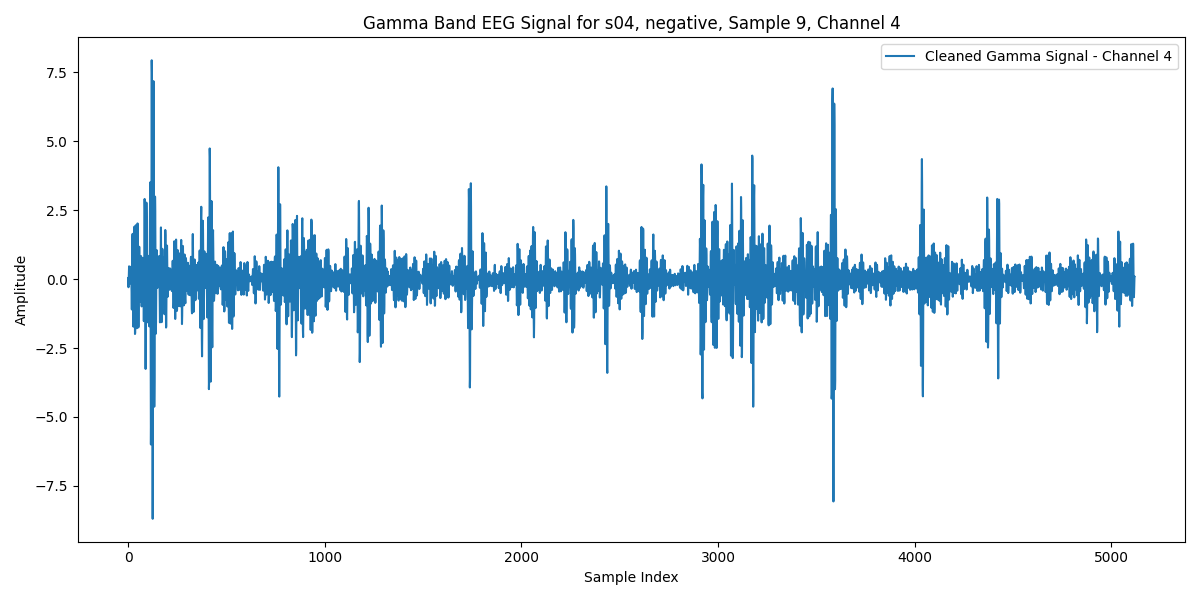 Gamma Band EEG Signal for s04, negative, Sample 9, Channel 4
Cleaned Gamma Signal - Channel 4
Amplitude
7.5
5.0
2.5
0.0
−2.5
−5.0
−7.5
0 1000 2000 3000 4000 5000
Sample Index